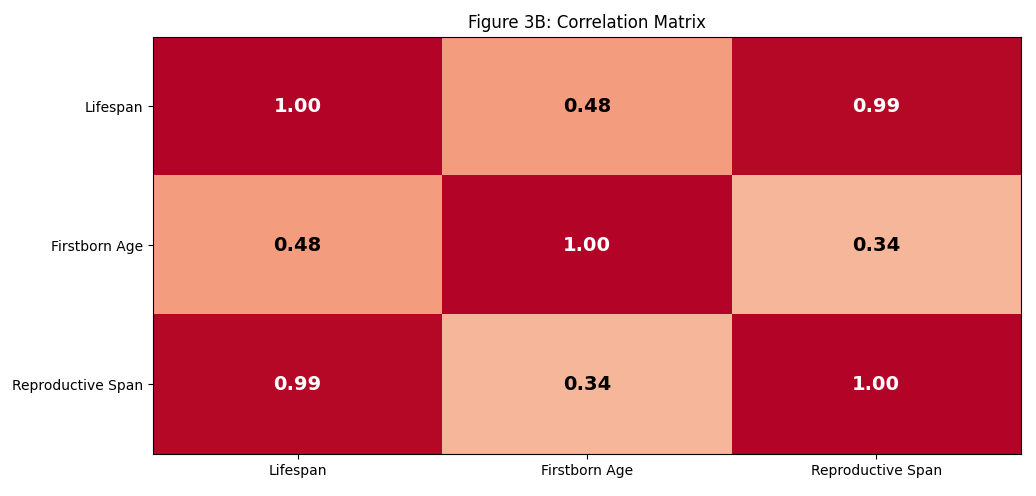 Figure 3B: Correlation Matrix
Lifespan 1.00 0.48 0.99
Firstborn Age 0.48 1.00 0.34
Reproductive Span 0.99 0.34 1.00
Lifespan Firstborn Age Reproductive Span